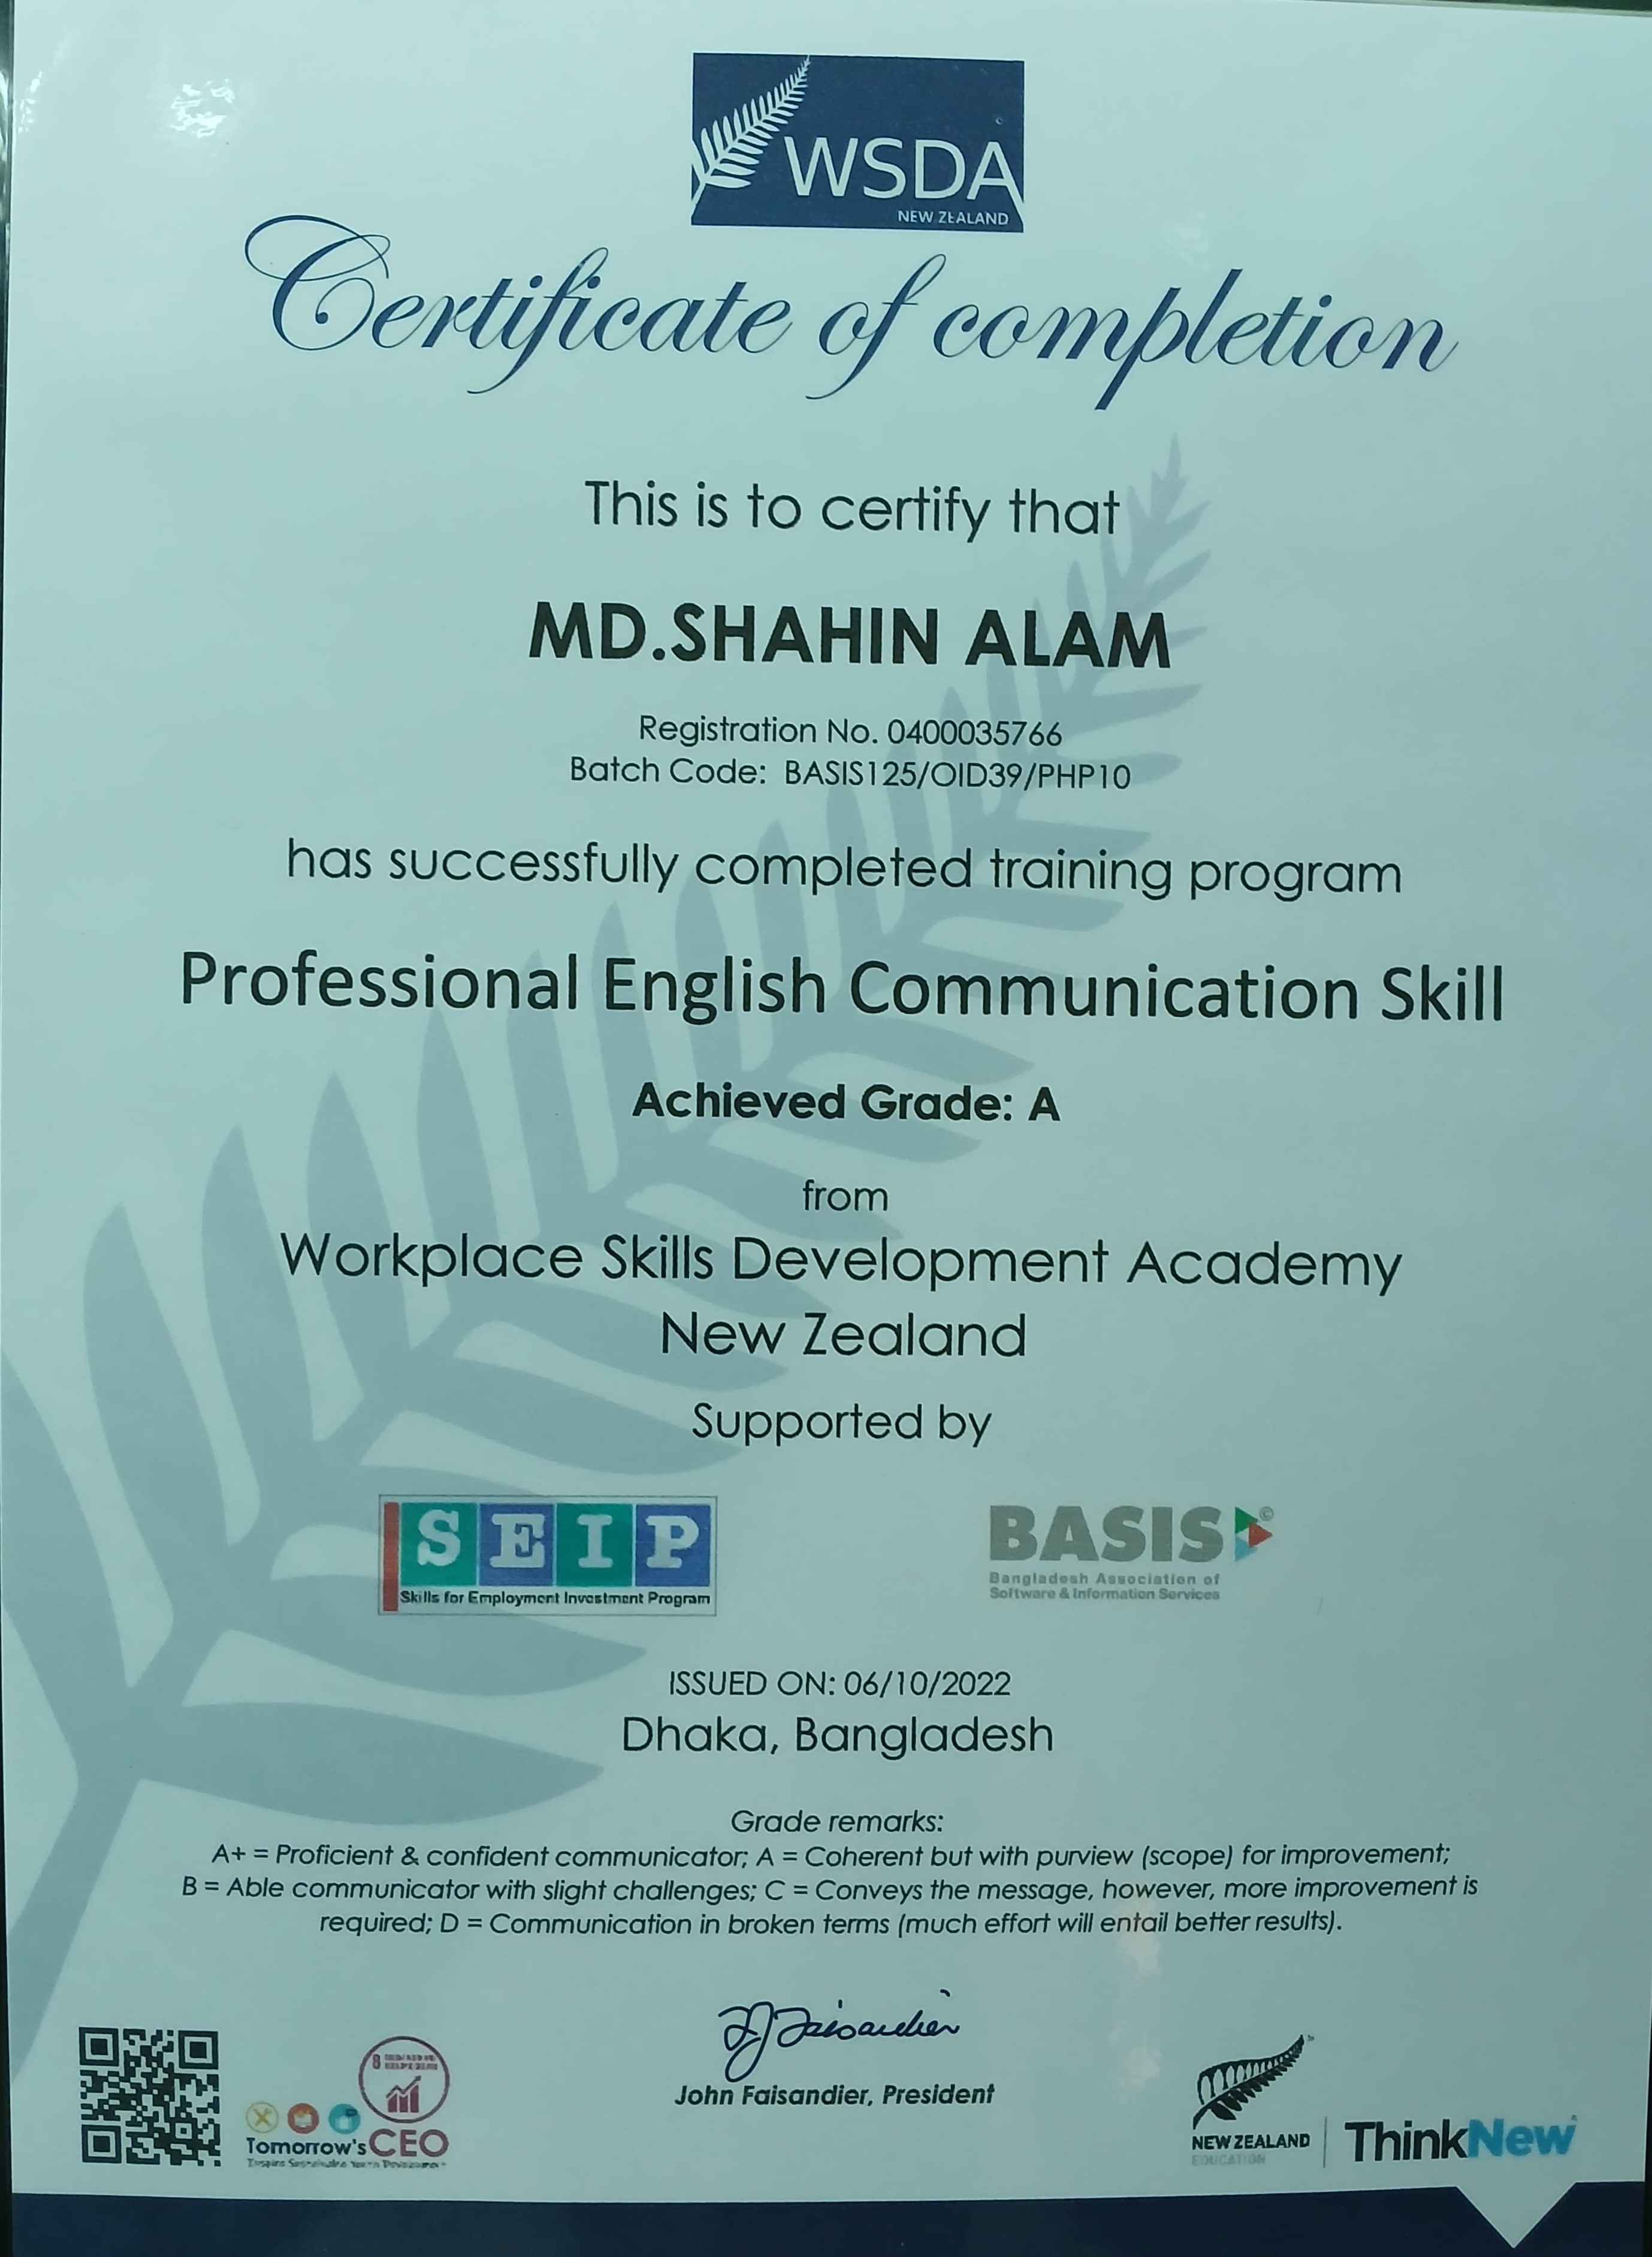 WSDA
NEW ZEALAND
Certificate of completion
This is to certify that
MD.SHAHIN ALAM
Registration No. 0400035766
Batch Code: BASIS125/OID39/PHP10
has successfully completed training program
Professional English Communication Skill
Achieved Grade: A
from
Workplace Skills Development Academy
New Zealand
Supported by
SEIP
Skills for Employment Investment Program
BASIS©
Bangladesh Association of
Software & Information Services
ISSUED ON: 06/10/2022
Dhaka, Bangladesh
Grade remarks:
A+ = Proficient & confident communicator; A = Coherent but with purview (scope) for improvement;
B = Able communicator with slight challenges; C = Conveys the message, however, more improvement is
required; D = Communication in broken terms (much effort will entail better results).
John Faisandier, President
8
Tomorrow's CEO
NEW ZEALAND
EDUCATION
ThinkNew